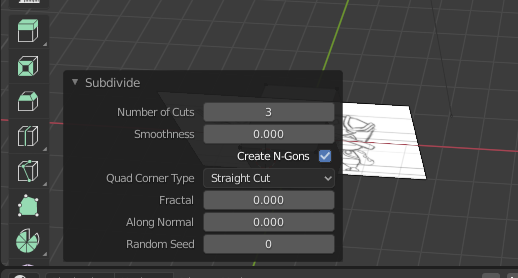 Subdivide
Number of Cuts 3
Smoothness 0.000
Create N-Gons
Quad Corner Type Straight Cut
Fractal 0.000
Along Normal 0.000
Random Seed 0